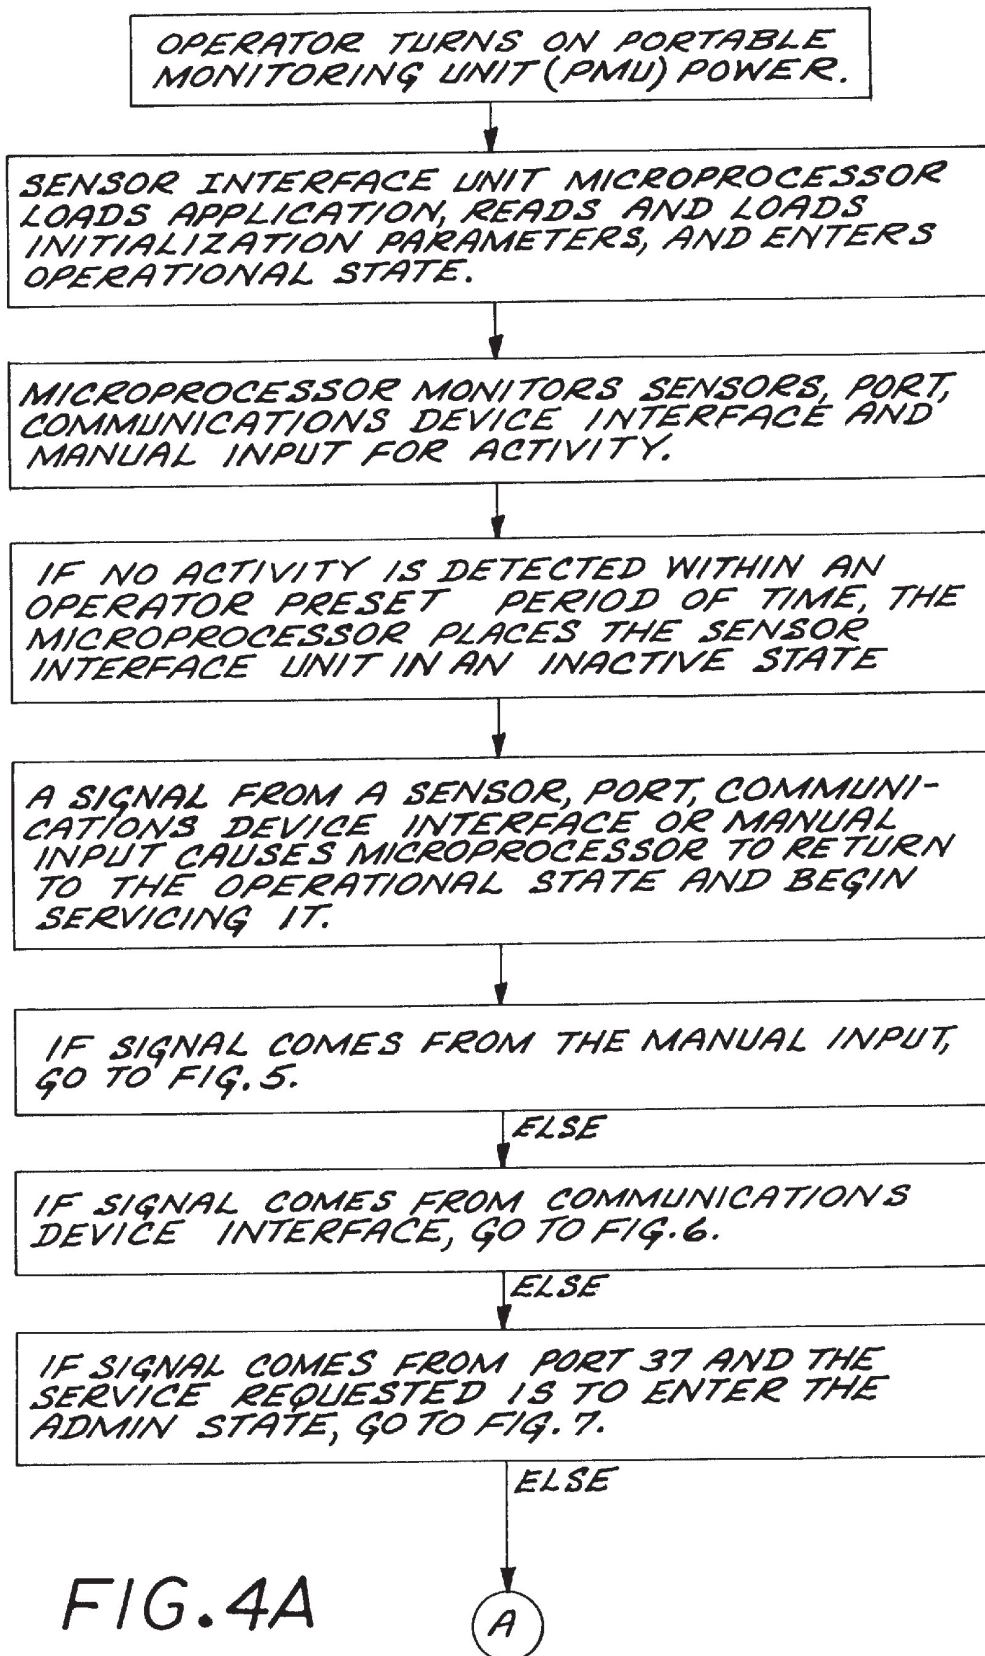 OPERATOR TURNS ON PORTABLE
MONITORING UNIT (PMU) POWER.
SENSOR INTERFACE UNIT MICROPROCESSOR
LOADS APPLICATION, READS AND LOADS
INITIALIZATION PARAMETERS, AND ENTERS
OPERATIONAL STATE.
MICROPROCESSOR MONITORS SENSORS, PORT,
COMMUNICATIONS DEVICE INTERFACE AND
MANUAL INPUT FOR ACTIVITY.
IF NO ACTIVITY IS DETECTED WITHIN AN
OPERATOR PRESET PERIOD OF TIME, THE
MICROPROCESSOR PLACES THE SENSOR
INTERFACE UNIT IN AN INACTIVE STATE
A SIGNAL FROM A SENSOR, PORT, COMMUNI-
CATIONS DEVICE INTERFACE OR MANUAL
INPUT CAUSES MICROPROCESSOR TO RETURN
TO THE OPERATIONAL STATE AND BEGIN
SERVICING IT.
IF SIGNAL COMES FROM THE MANUAL INPUT,
GO TO FIG. 5.
ELSE
IF SIGNAL COMES FROM COMMUNICATIONS
DEVICE INTERFACE, GO TO FIG. 6.
ELSE
IF SIGNAL COMES FROM PORT 37 AND THE
SERVICE REQUESTED IS TO ENTER THE
ADMIN STATE, GO TO FIG. 7.
ELSE
A
FIG. 4A